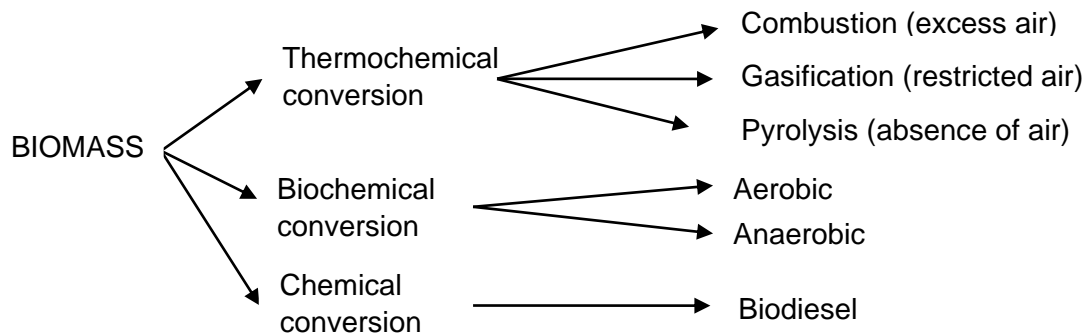 BIOMASS
Thermochemical
conversion
Combustion (excess air)
Gasification (restricted air)
Pyrolysis (absence of air)
Biochemical
conversion
Aerobic
Anaerobic
Chemical
conversion
Biodiesel